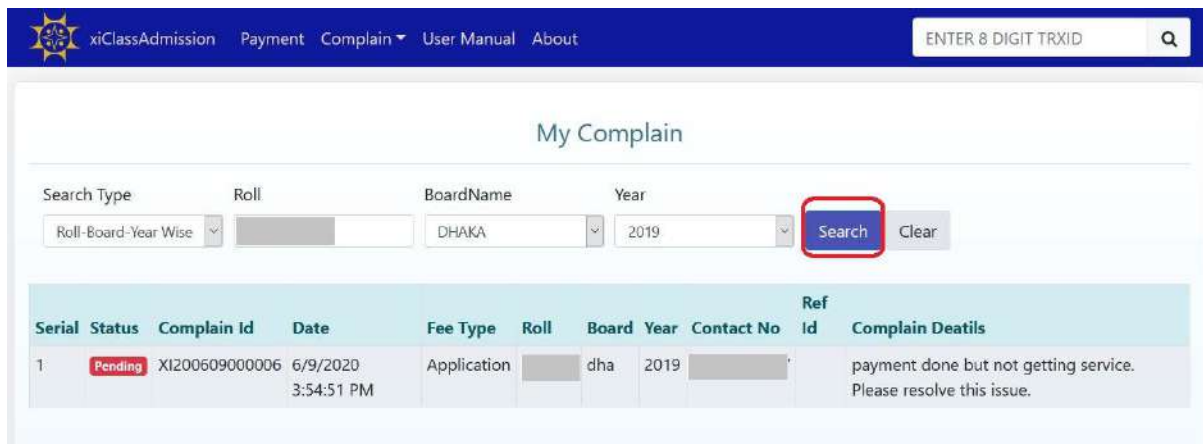 xiClassAdmission Payment Complain User Manual About ENTER 8 DIGIT TRXID
My Complain
Search Type Roll BoardName Year
Roll-Board-Year Wise DHAKA 2019 Search Clear
Serial Status Complain Id Date Fee Type Roll Board Year Contact No Ref Id Complain Deatils
1 Pending XI200609000006 6/9/2020 Application dha 2019 payment done but not getting service.
3:54:51 PM Please resolve this issue.